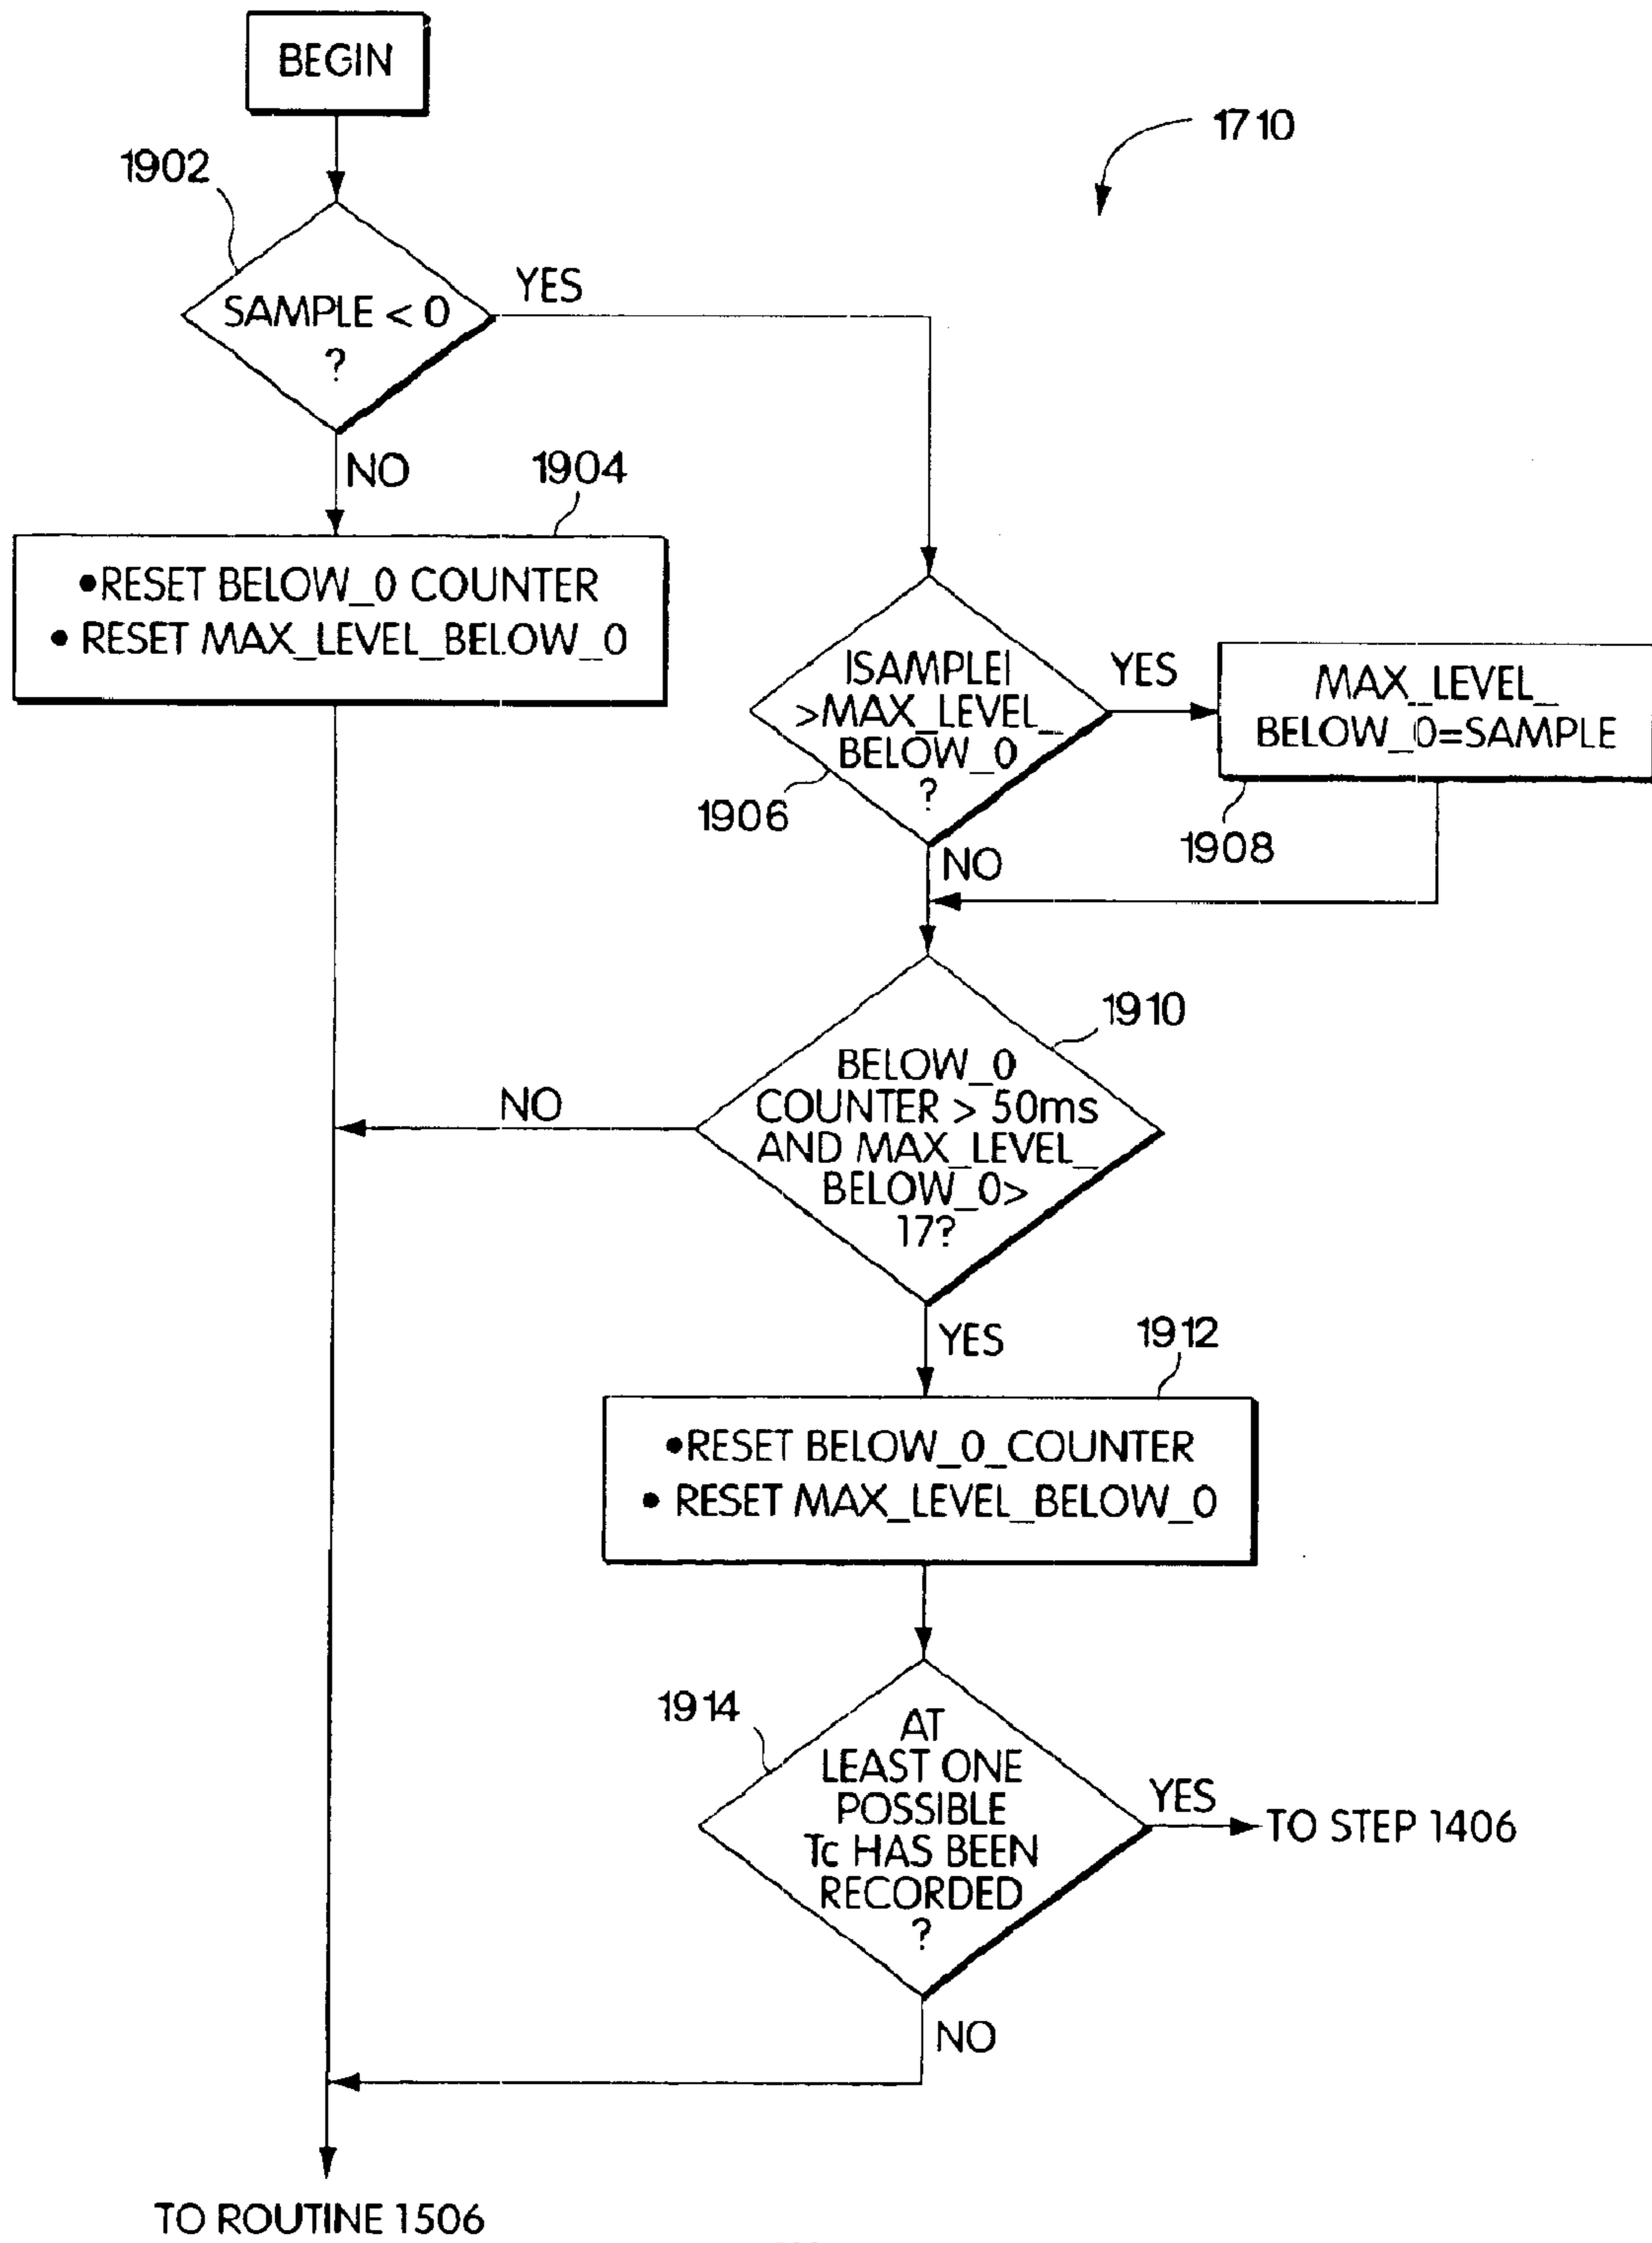 BEGIN
1710
1902
SAMPLE < 0
?
YES
NO
1904
•RESET BELOW_0 COUNTER
• RESET MAX_LEVEL_BELOW_0
|SAMPLE|
>MAX_LEVEL_
BELOW_0
?
1906
YES
MAX_LEVEL_
BELOW_0=SAMPLE
1908
NO
1910
BELOW_0
COUNTER > 50ms
AND MAX_LEVEL_
BELOW_0>
17?
NO
YES
1912
•RESET BELOW_0_COUNTER
• RESET MAX_LEVEL_BELOW_0
1914
AT
LEAST ONE
POSSIBLE
Tc HAS BEEN
RECORDED
?
YES
TO STEP 1406
NO
TO ROUTINE 1506